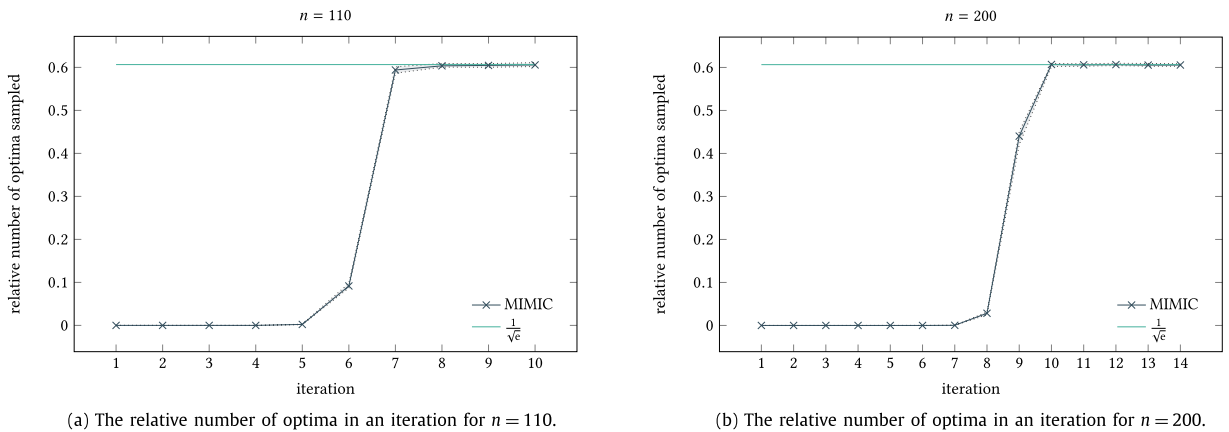 n = 110
relative number of optima sampled
0.6
0.5
0.4
0.3
0.2
0.1
0
MIMIC
1/√e
1 2 3 4 5 6 7 8 9 10
iteration
(a) The relative number of optima in an iteration for n = 110.
n = 200
relative number of optima sampled
0.6
0.5
0.4
0.3
0.2
0.1
0
MIMIC
1/√e
1 2 3 4 5 6 7 8 9 10 11 12 13 14
iteration
(b) The relative number of optima in an iteration for n = 200.